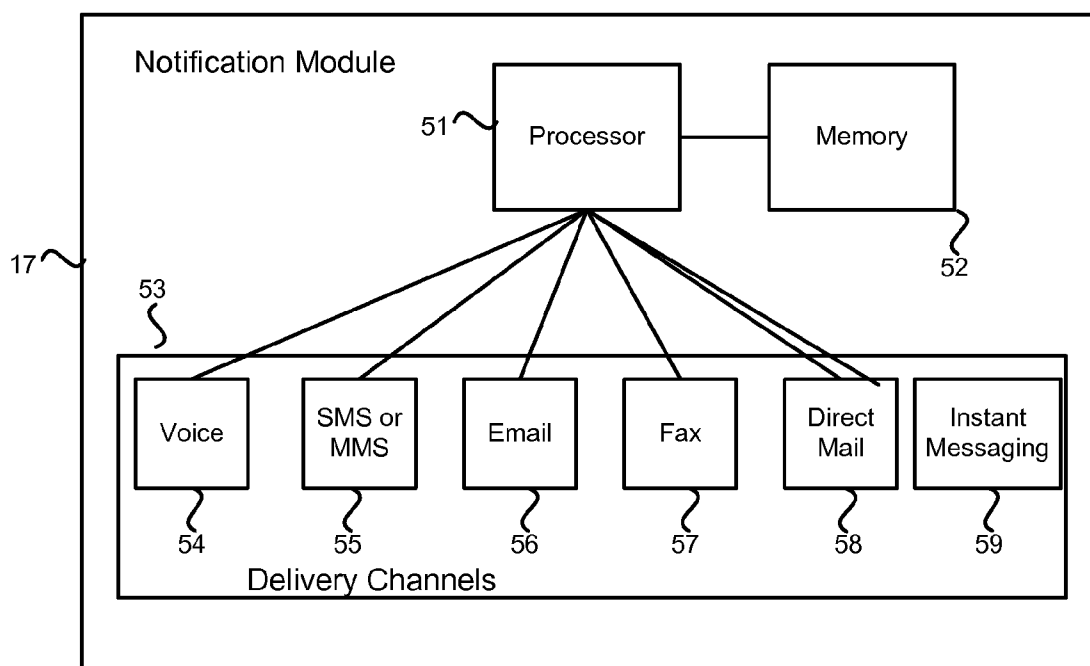 Notification Module
51
Processor
Memory
17
52
53
Voice
SMS or
MMS
Email
Fax
Direct
Mail
Instant
Messaging
54
55
56
57
58
59
Delivery Channels